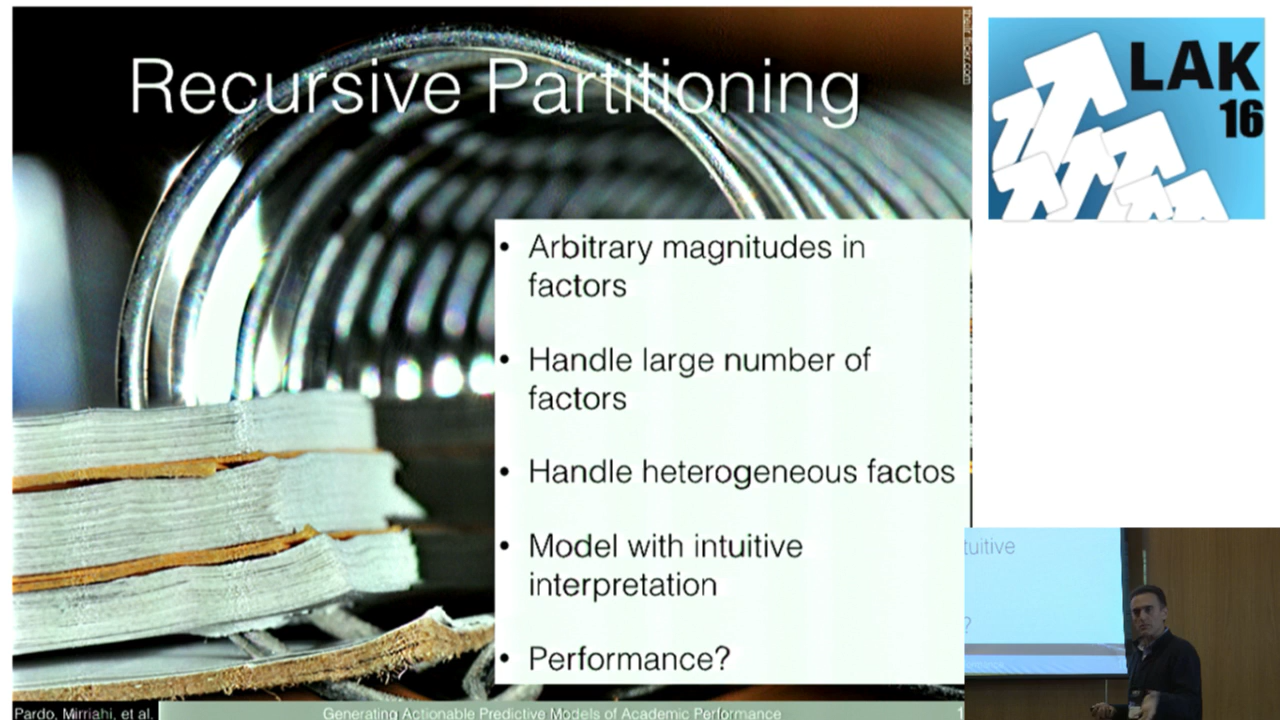 Recursive Partitioning
• Arbitrary magnitudes in
factors
• Handle large number of
factors
• Handle heterogeneous factos
• Model with intuitive
interpretation
• Performance?
Pardo, Mirriahi, et al.
Generating Actionable Predictive Models of Academic Performance
1
LAK
16
tuitive
?